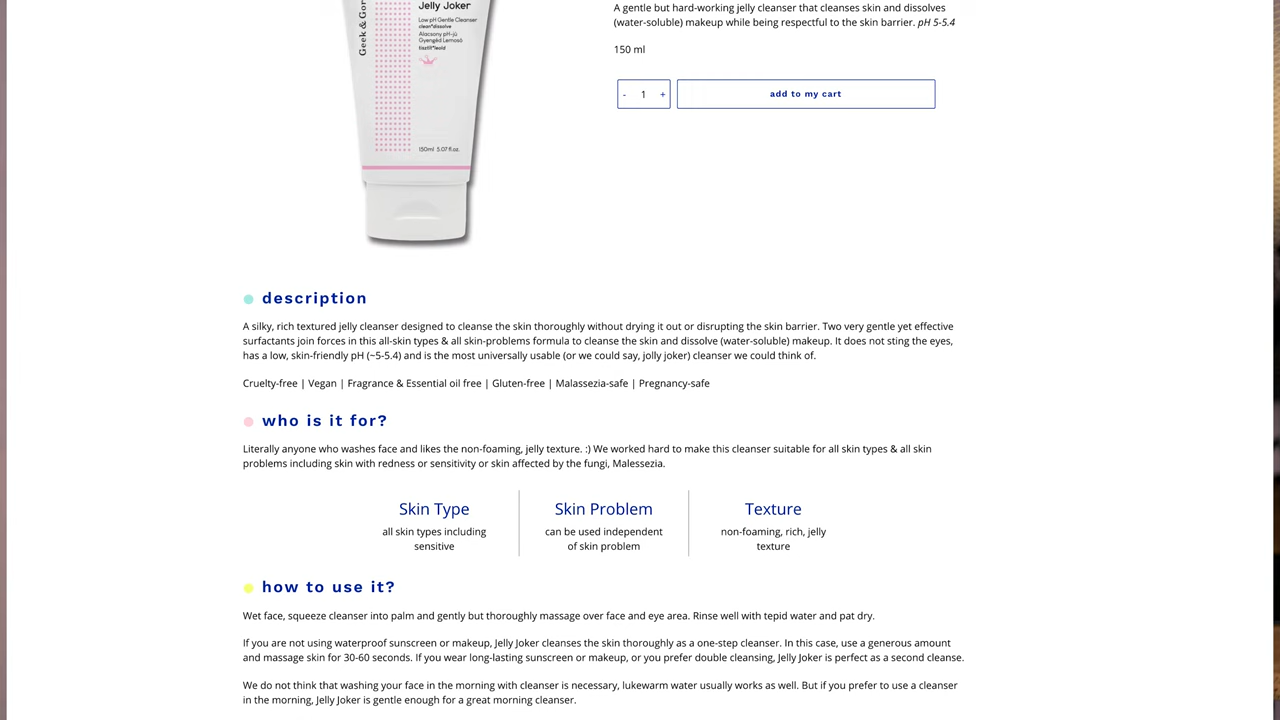 Geek & Gor
Jelly Joker
Low pH Gentle Cleanser
clean*dissolve
Alacsony pH-jú
Gyengéd Lemosó
tisztít*leold
150ml 5.07 fl.oz.
A gentle but hard-working jelly cleanser that cleanses skin and dissolves
(water-soluble) makeup while being respectful to the skin barrier. pH 5-5.4
150 ml
- 1 +
add to my cart
description
A silky, rich textured jelly cleanser designed to cleanse the skin thoroughly without drying it out or disrupting the skin barrier. Two very gentle yet effective
surfactants join forces in this all-skin types & all skin-problems formula to cleanse the skin and dissolve (water-soluble) makeup. It does not sting the eyes,
has a low, skin-friendly pH (~5-5.4) and is the most universally usable (or we could say, jolly joker) cleanser we could think of.
Cruelty-free | Vegan | Fragrance & Essential oil free | Gluten-free | Malassezia-safe | Pregnancy-safe
who is it for?
Literally anyone who washes face and likes the non-foaming, jelly texture. :) We worked hard to make this cleanser suitable for all skin types & all skin
problems including skin with redness or sensitivity or skin affected by the fungi, Malessezia.
Skin Type
all skin types including
sensitive
Skin Problem
can be used independent
of skin problem
Texture
non-foaming, rich, jelly
texture
how to use it?
Wet face, squeeze cleanser into palm and gently but thoroughly massage over face and eye area. Rinse well with tepid water and pat dry.
If you are not using waterproof sunscreen or makeup, Jelly Joker cleanses the skin thoroughly as a one-step cleanser. In this case, use a generous amount
and massage skin for 30-60 seconds. If you wear long-lasting sunscreen or makeup, or you prefer double cleansing, Jelly Joker is perfect as a second cleanse.
We do not think that washing your face in the morning with cleanser is necessary, lukewarm water usually works as well. But if you prefer to use a cleanser
in the morning, Jelly Joker is gentle enough for a great morning cleanser.